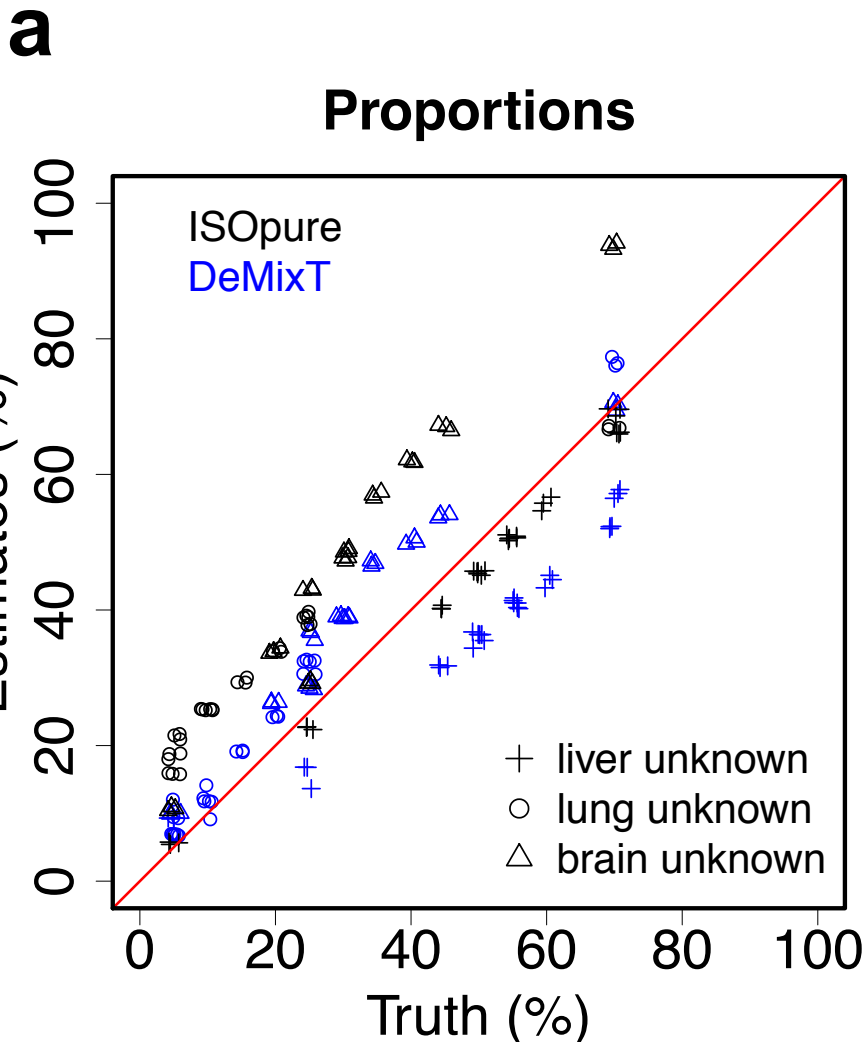 a
Proportions
100
80
60
40
20
0
ISOpure
DeMixT
liver unknown
lung unknown
brain unknown
0 20 40 60 80 100
Truth (%)